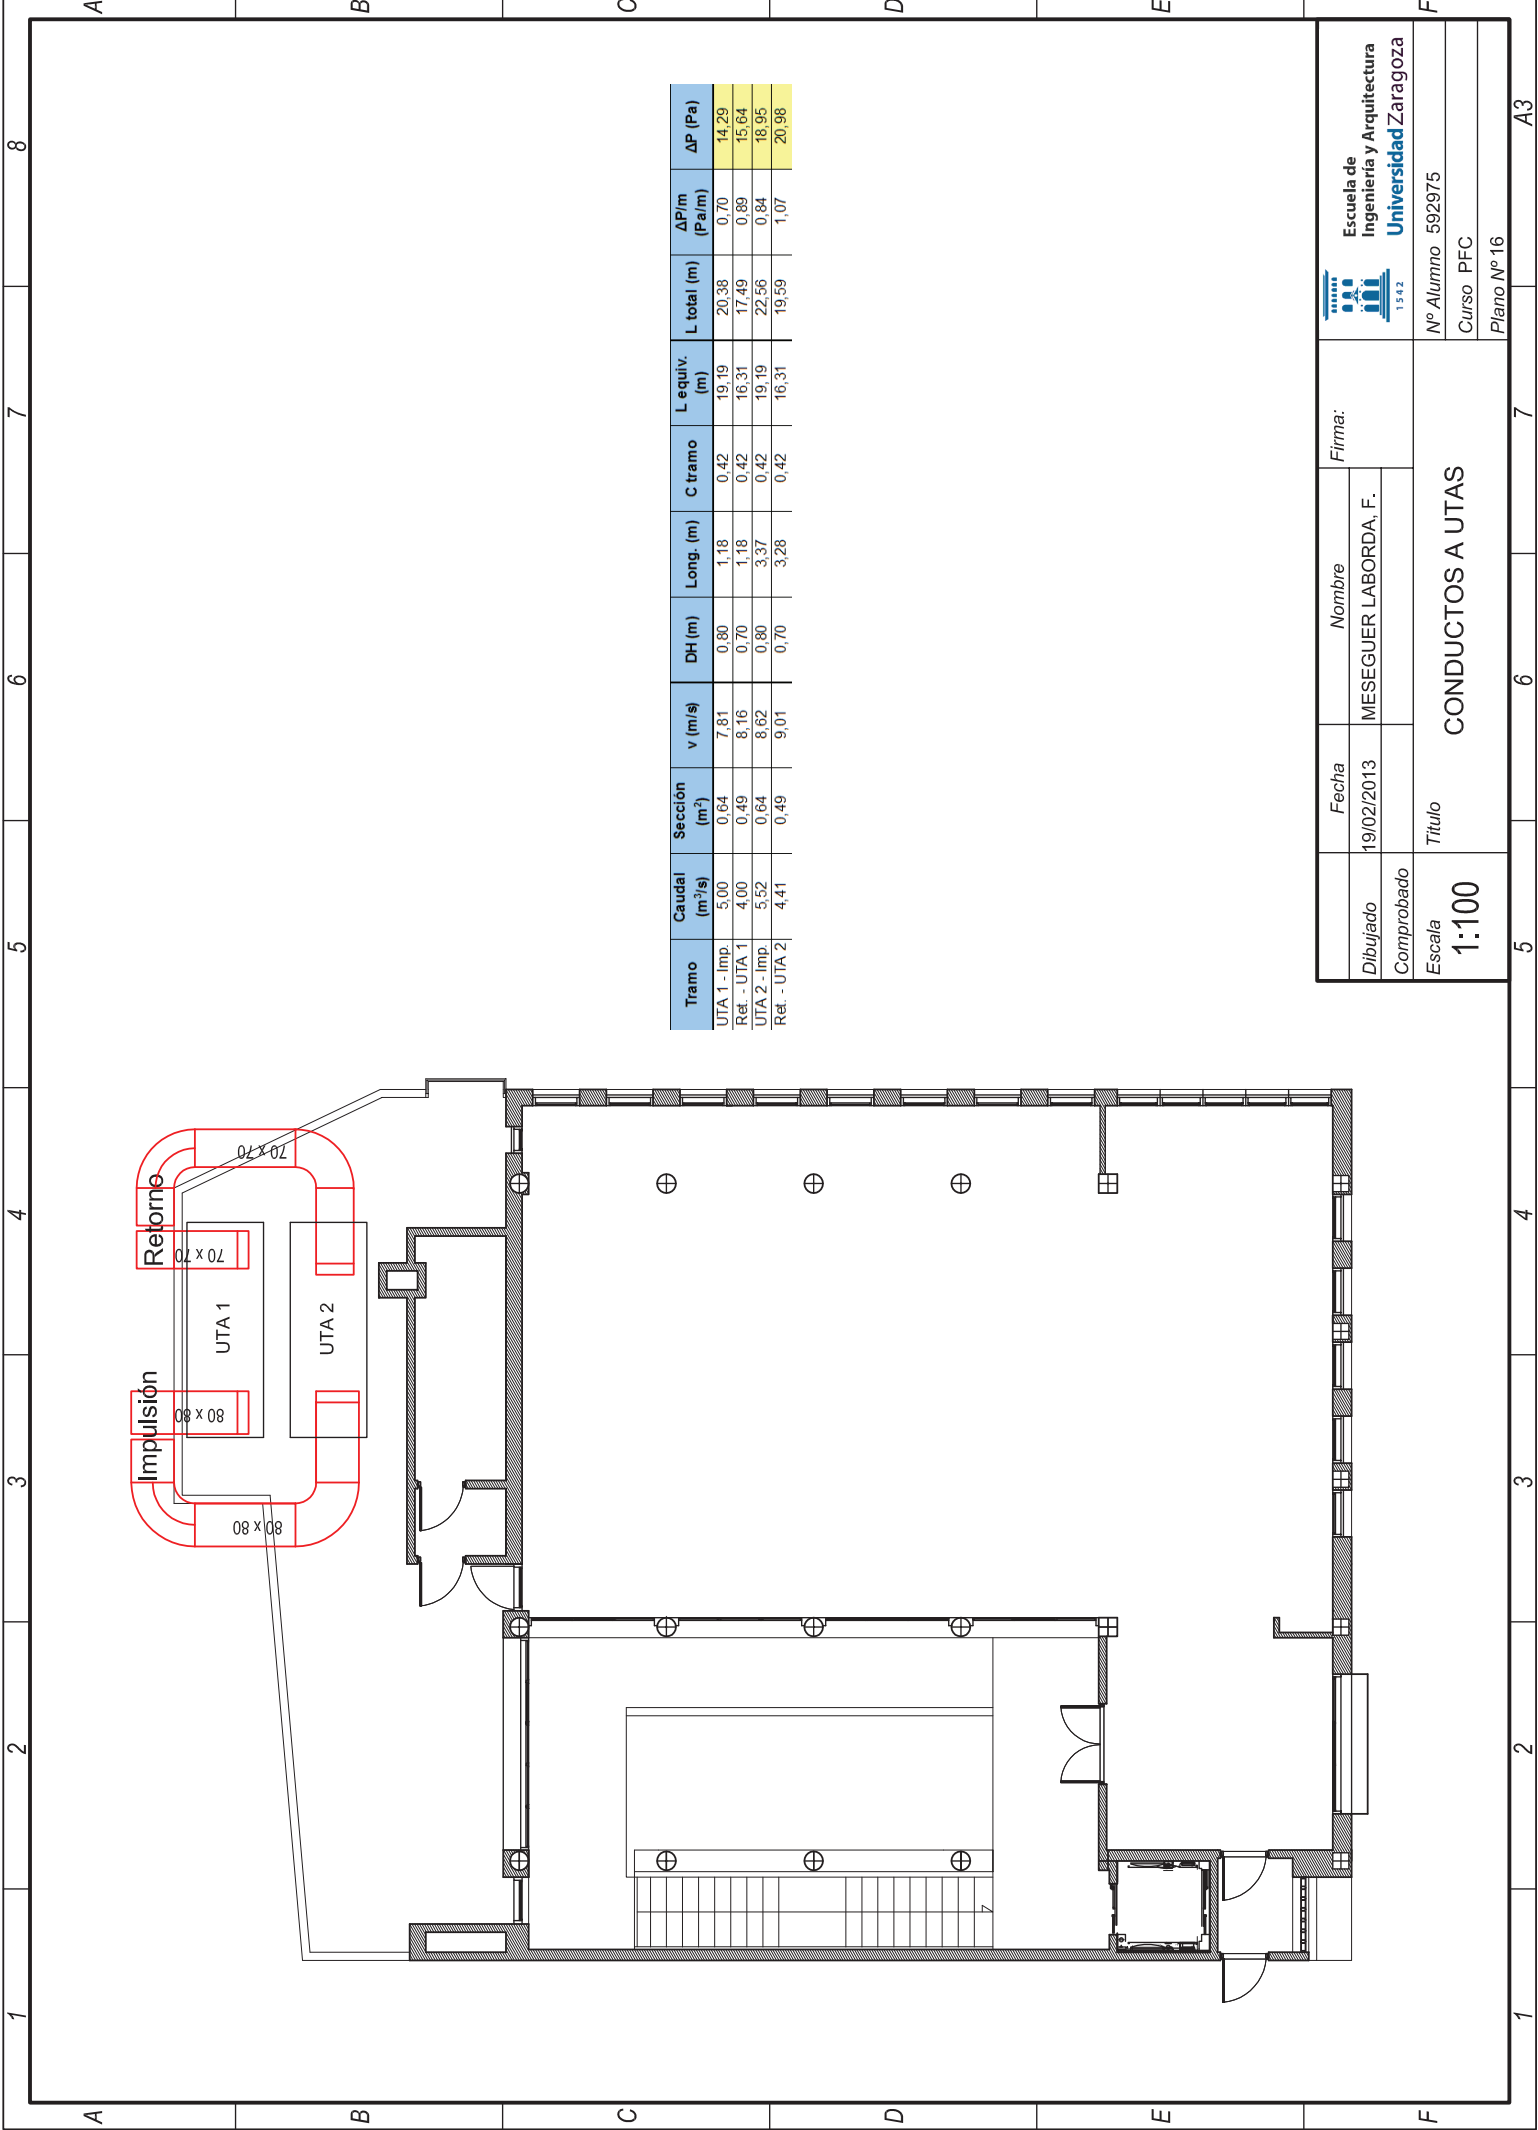 1 2 3 4 5 6 7 8
A
B
C
D
E
F
A
B
C
D
E
F
1 2 3 4 5 6 7 A3
Impulsión
Retorno
80 x 80
70 x 70
80 x 80
70 x 70
UTA 1
UTA 2
Tramo Caudal (m³/s) Sección (m²) v (m/s) DH (m) Long. (m) C tramo L equiv. (m) L total (m) ΔP/m (Pa/m) ΔP (Pa)
UTA 1 - Imp. 5,00 0,64 7,81 0,80 1,18 0,42 19,19 20,38 0,70 14,29
Ret. - UTA 1 4,00 0,49 8,16 0,70 1,18 0,42 16,31 17,49 0,89 15,64
UTA 2 - Imp. 5,52 0,64 8,62 0,80 3,37 0,42 19,19 22,56 0,84 18,95
Ret. - UTA 2 4,41 0,49 9,01 0,70 3,28 0,42 16,31 19,59 1,07 20,98
Fecha Nombre Firma:
Dibujado 19/02/2013 MESEGUER LABORDA, F.
Comprobado
1542
Escuela de
Ingeniería y Arquitectura
Universidad Zaragoza
Escala
1:100
Titulo
CONDUCTOS A UTAS
Nº Alumno 592975
Curso PFC
Plano Nº 16